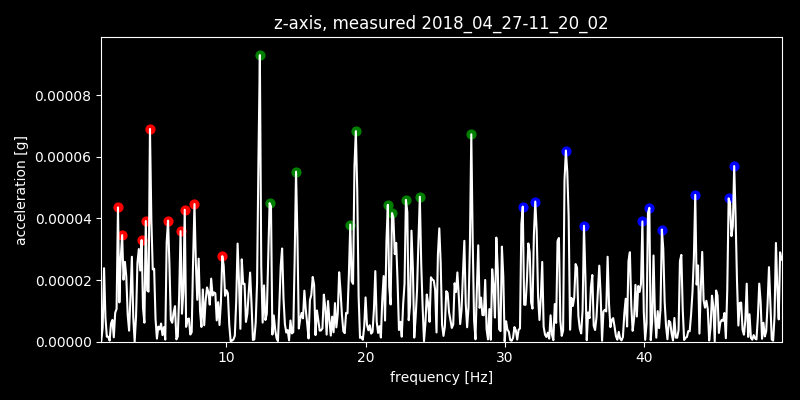 z-axis, measured 2018_04_27-11_20_02
acceleration [g]
0.00008
0.00006
0.00004
0.00002
0.00000
10 20 30 40
frequency [Hz]